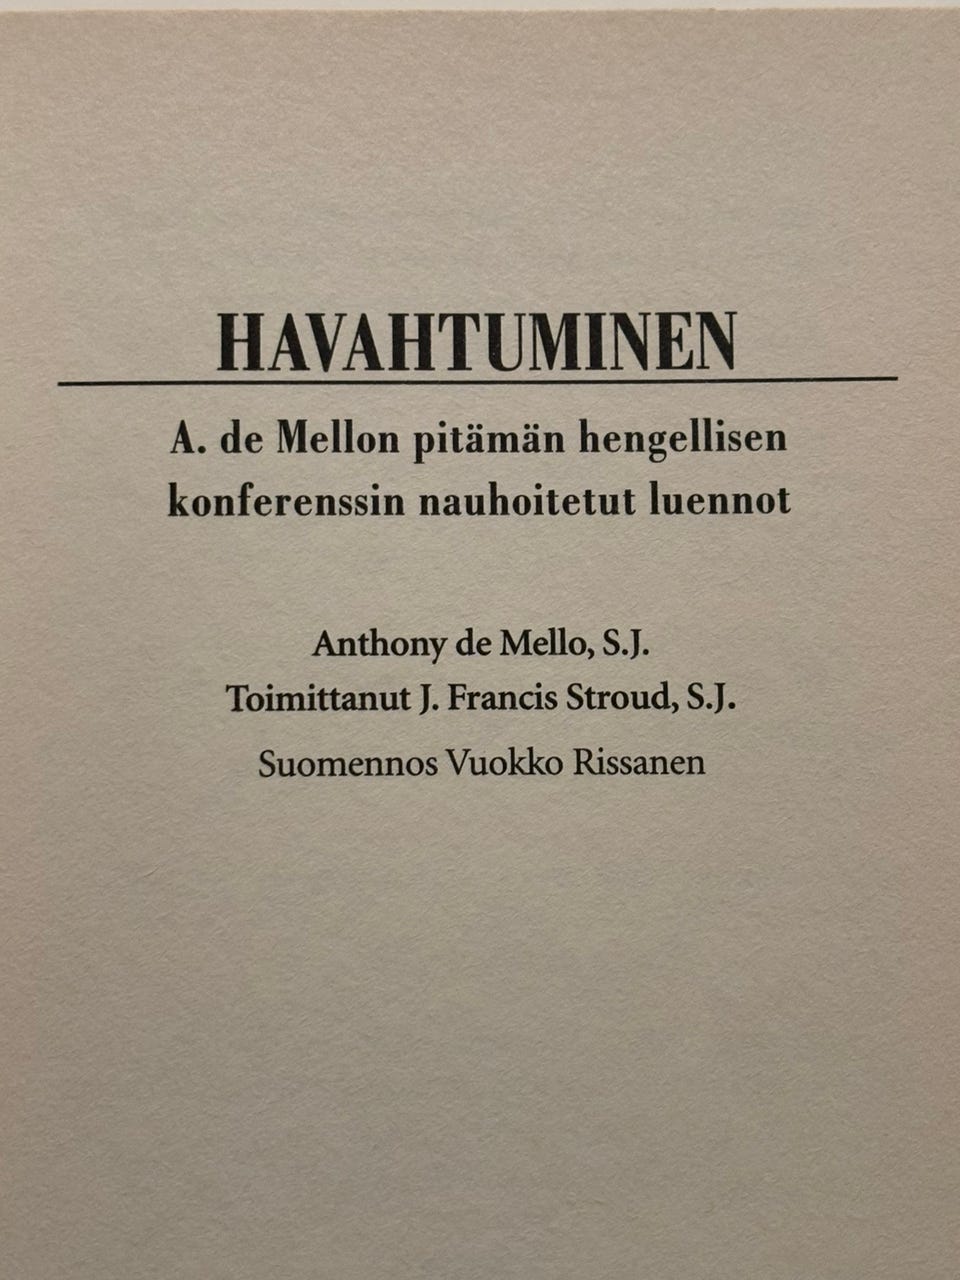 HAVAHTUMINEN
A. de Mellon pitämän hengellisen
konferenssin nauhoitetut luennot
Anthony de Mello, S.J.
Toimittanut J. Francis Stroud, S.J.
Suomennos Vuokko Rissanen